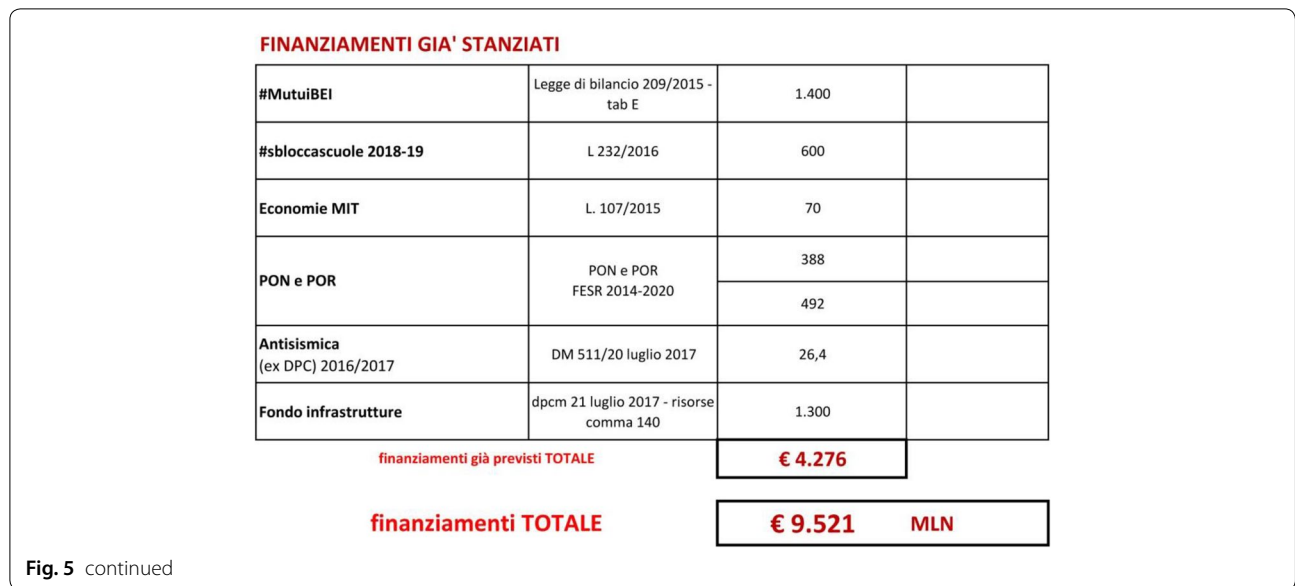 FINANZIAMENTI GIA' STANZIATI
#MutuiBEI
Legge di bilancio 209/2015 -
tab E
1.400
#sbloccascuole 2018-19
L 232/2016
600
Economie MIT
L. 107/2015
70
PON e POR
PON e POR
FESR 2014-2020
388
492
Antisismica
(ex DPC) 2016/2017
DM 511/20 luglio 2017
26,4
Fondo infrastrutture
dpcm 21 luglio 2017 - risorse
comma 140
1.300
finanziamenti già previsti TOTALE
€ 4.276
finanziamenti TOTALE
€ 9.521 MLN
Fig. 5 continued